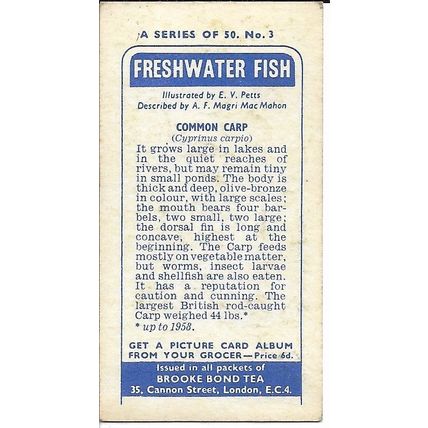 A SERIES OF 50. No. 3
FRESHWATER FISH
Illustrated by E. V. Petts
Described by A. F. Magri Mac Mahon
COMMON CARP
(Cyprinus carpio)
It grows large in lakes and
in the quiet reaches of
rivers, but may remain tiny
in small ponds. The body is
thick and deep, olive-bronze
in colour, with large scales;
the mouth bears four bar-
bels, two small, two large;
the dorsal fin is long and
concave, highest at the
beginning. The Carp feeds
mostly on vegetable matter,
but worms, insect larvae
and shellfish are also eaten.
It has a reputation for
caution and cunning. The
largest British rod-caught
Carp weighed 44 lbs.*
* up to 1958.
GET A PICTURE CARD ALBUM
FROM YOUR GROCER—Price 6d.
Issued in all packets of
BROOKE BOND TEA
35, Cannon Street, London, E.C.4.